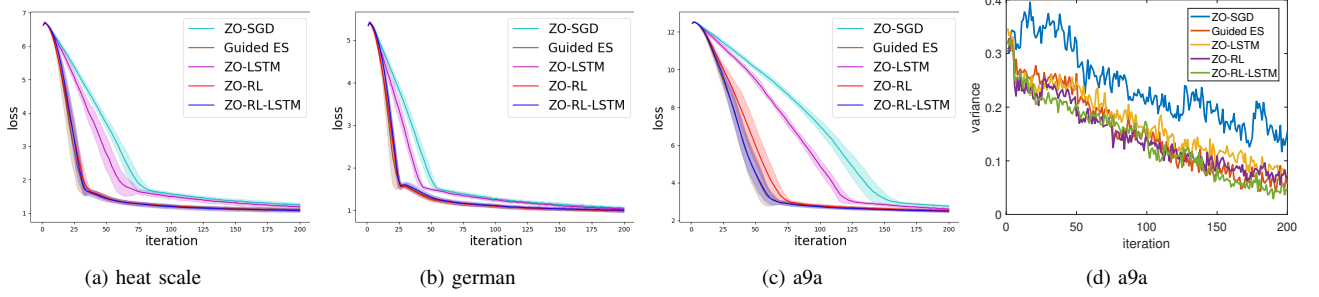 7
6
5
4
3
2
1
loss
0
25
50
75
100
125
150
175
200
iteration
ZO-SGD
Guided ES
ZO-LSTM
ZO-RL
ZO-RL-LSTM
(a) heat scale
5
4
3
2
1
loss
0
25
50
75
100
125
150
175
200
iteration
ZO-SGD
Guided ES
ZO-LSTM
ZO-RL
ZO-RL-LSTM
(b) german
12
10
8
6
4
2
loss
0
25
50
75
100
125
150
175
200
iteration
ZO-SGD
Guided ES
ZO-LSTM
ZO-RL
ZO-RL-LSTM
(c) a9a
0.4
0.3
0.2
0.1
0
variance
0
50
100
150
200
iteration
ZO-SGD
Guided ES
ZO-LSTM
ZO-RL
ZO-RL-LSTM
(d) a9a